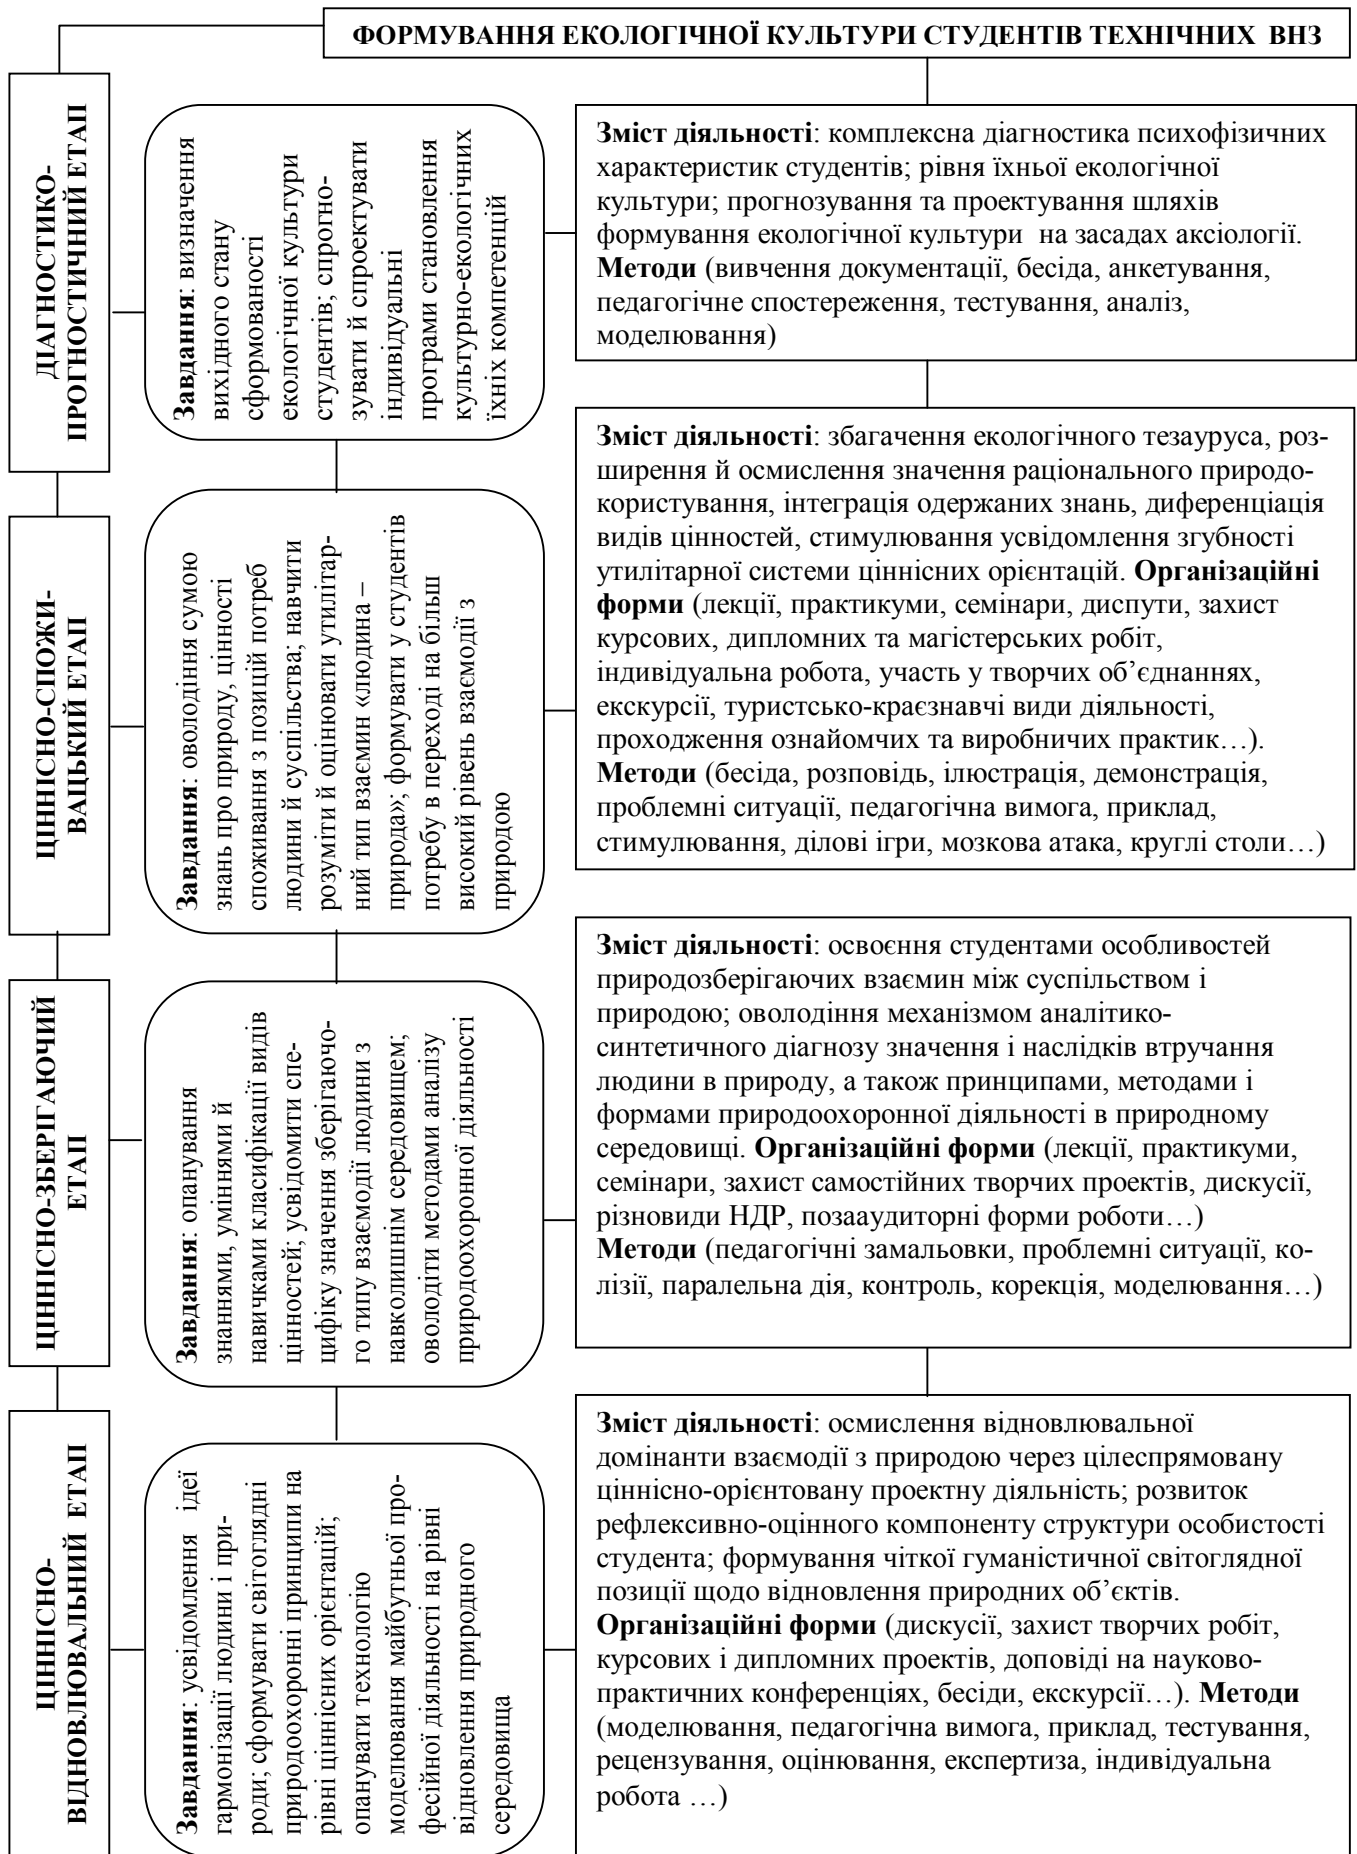 ФОРМУВАННЯ ЕКОЛОГІЧНОЇ КУЛЬТУРИ СТУДЕНТІВ ТЕХНІЧНИХ ВНЗ
ДІАГНОСТИКО-
ПРОГНОСТИЧНИЙ ЕТАП
Завдання: визначення
вихідного стану
сформованості
екологічної культури
студентів; спрогно-
зувати й спроектувати
індивідуальні
програми становлення
культурно-екологічних
їхніх компетенцій
Зміст діяльності: комплексна діагностика психофізичних
характеристик студентів; рівня їхньої екологічної
культури; прогнозування та проектування шляхів
формування екологічної культури на засадах аксіології.
Методи (вивчення документації, бесіда, анкетування,
педагогічне спостереження, тестування, аналіз,
моделювання)
ЦІННІСНО-СПОЖИ-
ВАЦЬКИЙ ЕТАП
Завдання: оволодіння сумою
знань про природу, цінності
споживання з позицій потреб
людини й суспільства; навчити
розуміти й оцінювати утилітар-
ний тип взаємин «людина –
природа»; формувати у студентів
потребу в переході на більш
високий рівень взаємодії з
природою
Зміст діяльності: збагачення екологічного тезауруса, роз-
ширення й осмислення значення раціонального природо-
користування, інтеграція одержаних знань, диференціація
видів цінностей, стимулювання усвідомлення згубності
утилітарної системи ціннісних орієнтацій. Організаційні
форми (лекції, практикуми, семінари, диспути, захист
курсових, дипломних та магістерських робіт,
індивідуальна робота, участь у творчих об’єднаннях,
екскурсії, туристсько-краєзнавчі види діяльності,
проходження ознайомчих та виробничих практик…).
Методи (бесіда, розповідь, ілюстрація, демонстрація,
проблемні ситуації, педагогічна вимога, приклад,
стимулювання, ділові ігри, мозкова атака, круглі столи…)
ЦІННІСНО-ЗБЕРІГАЮЧИЙ
ЕТАП
Завдання: опанування
знаннями, уміннями й
навичками класифікації видів
цінностей; усвідомити спе-
цифіку значення зберігаючо-
го типу взаємодії людини з
навколишнім середовищем;
оволодіти методами аналізу
природоохоронної діяльності
Зміст діяльності: освоєння студентами особливостей
природозберігаючих взаємин між суспільством і
природою; оволодіння механізмом аналітико-
синтетичного діагнозу значення і наслідків втручання
людини в природу, а також принципами, методами і
формами природоохоронної діяльності в природному
середовищі. Організаційні форми (лекції, практикуми,
семінари, захист самостійних творчих проектів, дискусії,
різновиди НДР, позааудиторні форми роботи…)
Методи (педагогічні замальовки, проблемні ситуації, ко-
лізії, паралельна дія, контроль, корекція, моделювання…)
ЦІННІСНО-
ВІДНОВЛЮВАЛЬНИЙ ЕТАП
Завдання: усвідомлення ідеї
гармонізації людини і при-
роди; сформувати світоглядні
природоохоронні принципи на
рівні ціннісних орієнтацій;
опанувати технологію
моделювання майбутньої про-
фесійної діяльності на рівні
відновлення природного
середовища
Зміст діяльності: осмислення відновлювальної
домінанти взаємодії з природою через цілеспрямовану
ціннісно-орієнтовану проектну діяльність; розвиток
рефлексивно-оцінного компоненту структури особистості
студента; формування чіткої гуманістичної світоглядної
позиції щодо відновлення природних об’єктів.
Організаційні форми (дискусії, захист творчих робіт,
курсових і дипломних проектів, доповіді на науково-
практичних конференціях, бесіди, екскурсії…). Методи
(моделювання, педагогічна вимога, приклад, тестування,
рецензування, оцінювання, експертиза, індивідуальна
робота …)